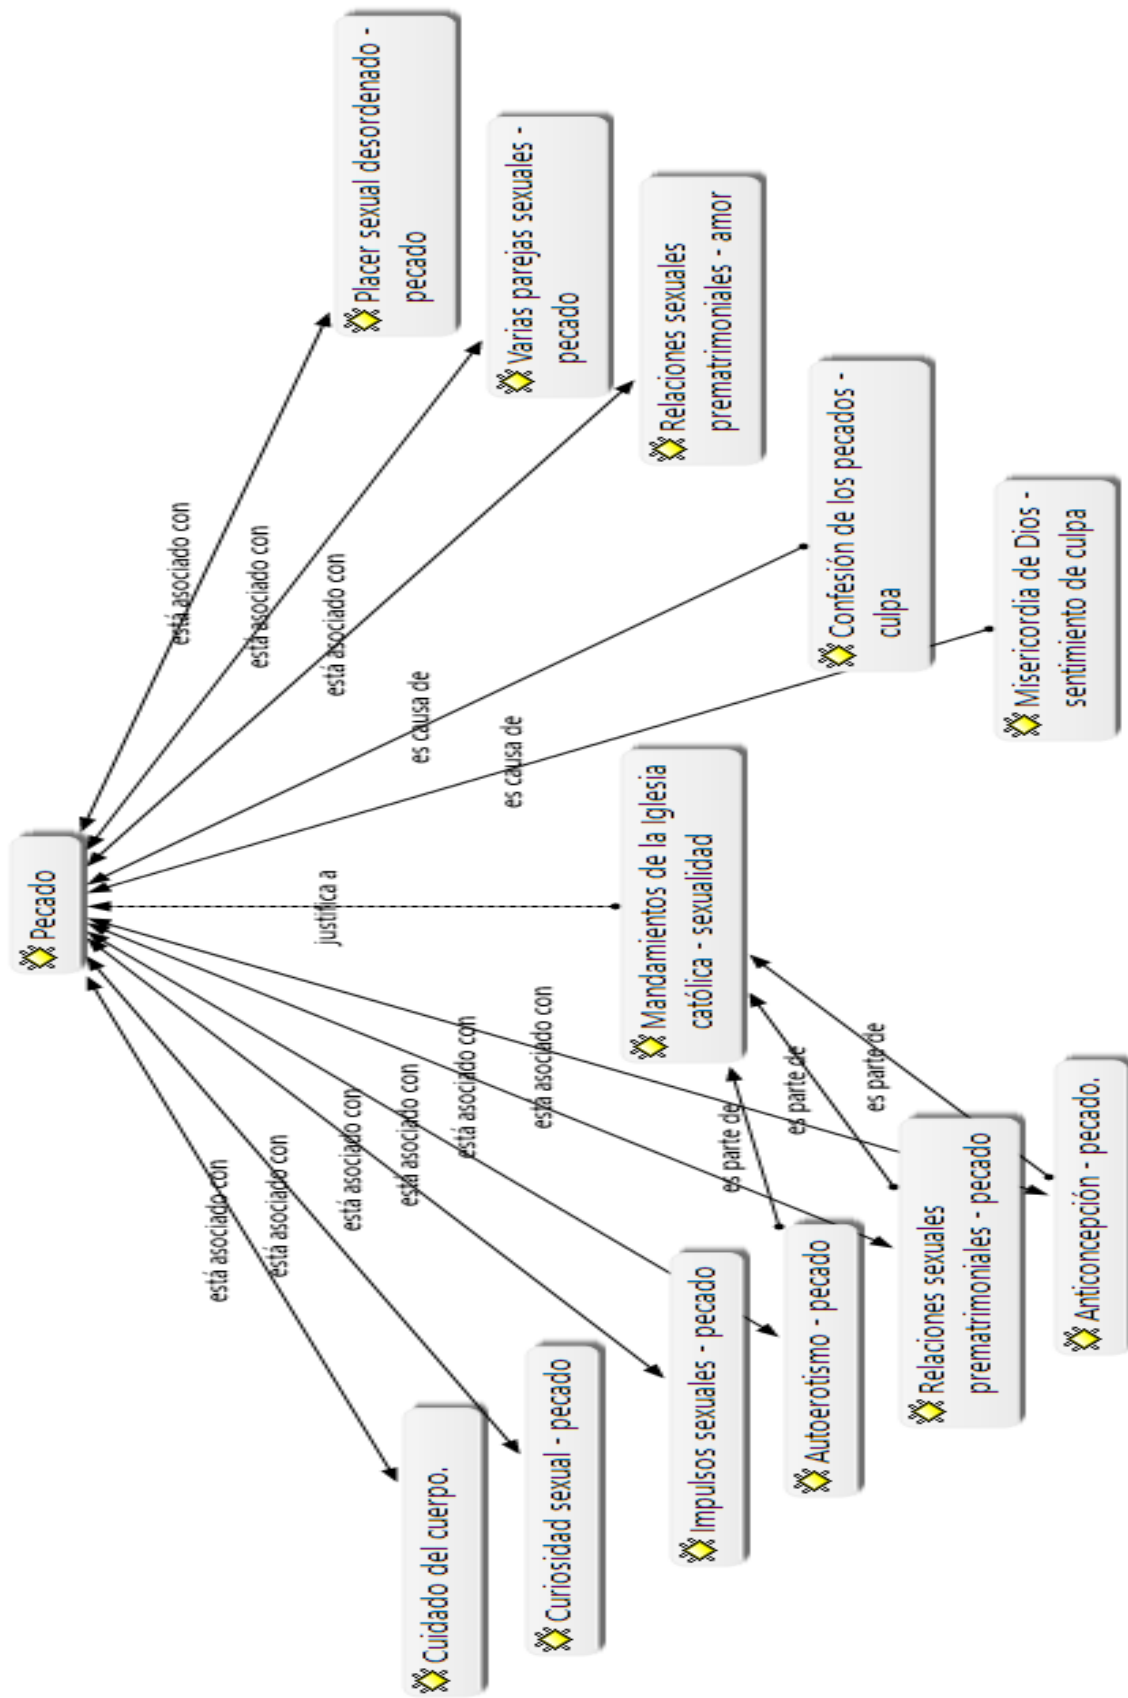 Pecado
está asociado con
está asociado con
está asociado con
está asociado con
está asociado con
está asociado con
justifica a
es causa de
es causa de
está asociado con
está asociado con
está asociado con
Cuidado del cuerpo.
Curiosidad sexual - pecado
Impulsos sexuales - pecado
Autoerotismo - pecado
Relaciones sexuales
prematrimoniales - pecado
Anticoncepción - pecado.
es parte de
es parte de
es parte de
Mandamientos de la Iglesia
católica - sexualidad
Misericordia de Dios -
sentimiento de culpa
Confesión de los pecados -
culpa
Relaciones sexuales
prematrimoniales - amor
Varias parejas sexuales -
pecado
Placer sexual desordenado -
pecado